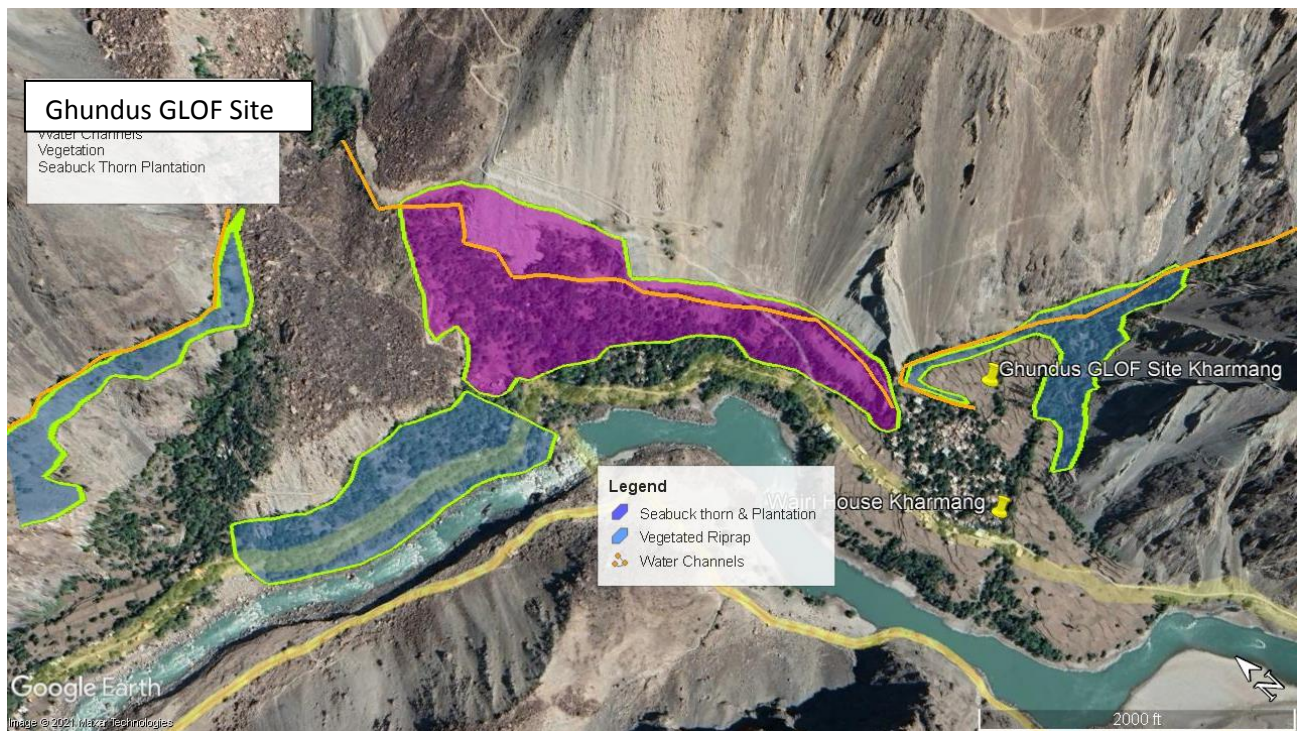 Ghundus GLOF Site
Water Channels
Vegetation
Seabuck Thorn Plantation
Ghundus GLOF Site Kharmang
Wairi House Kharmang
Legend
Seabuck thorn & Plantation
Vegetated Riprap
Water Channels
Google Earth
Image © 2021 Maxar Technologies
N
2000 ft